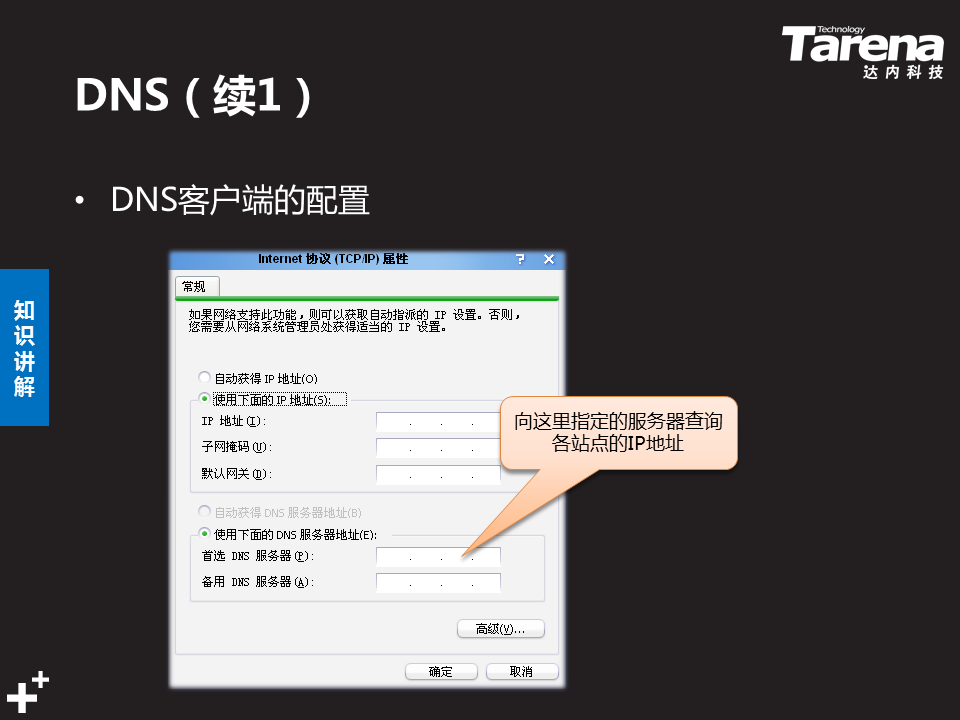 Technology
Tarena
达内科技
DNS（续1）
• DNS客户端的配置
知识讲解
Internet 协议 (TCP/IP) 属性
常规
如果网络支持此功能，则可以获取自动指派的 IP 设置。否则，
您需要从网络系统管理员处获得适当的 IP 设置。
自动获得 IP 地址(O)
使用下面的 IP 地址(S):
IP 地址(I):
子网掩码(U):
默认网关(D):
向这里指定的服务器查询
各站点的IP地址
自动获得 DNS 服务器地址(B)
使用下面的 DNS 服务器地址(E):
首选 DNS 服务器(P):
备用 DNS 服务器(A):
高级(V)...
确定
取消